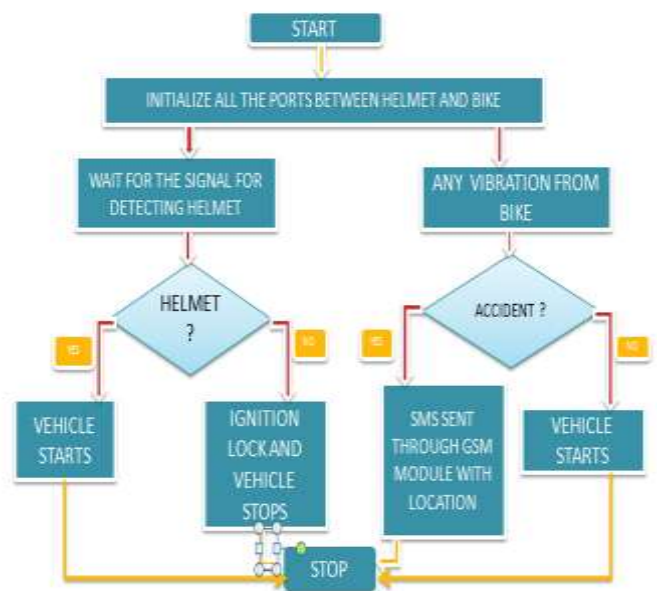 START
INITIALIZE ALL THE PORTS BETWEEN HELMET AND BIKE
WAIT FOR THE SIGNAL FOR
DETECTING HELMET
ANY VIBRATION FROM
BIKE
HELMET
?
ACCIDENT ?
YES
NO
YES
NO
VEHICLE
STARTS
IGNITION
LOCK AND
VEHICLE
STOPS
SMS SENT
THROUGH GSM
MODULE WITH
LOCATION
VEHICLE
STARTS
STOP